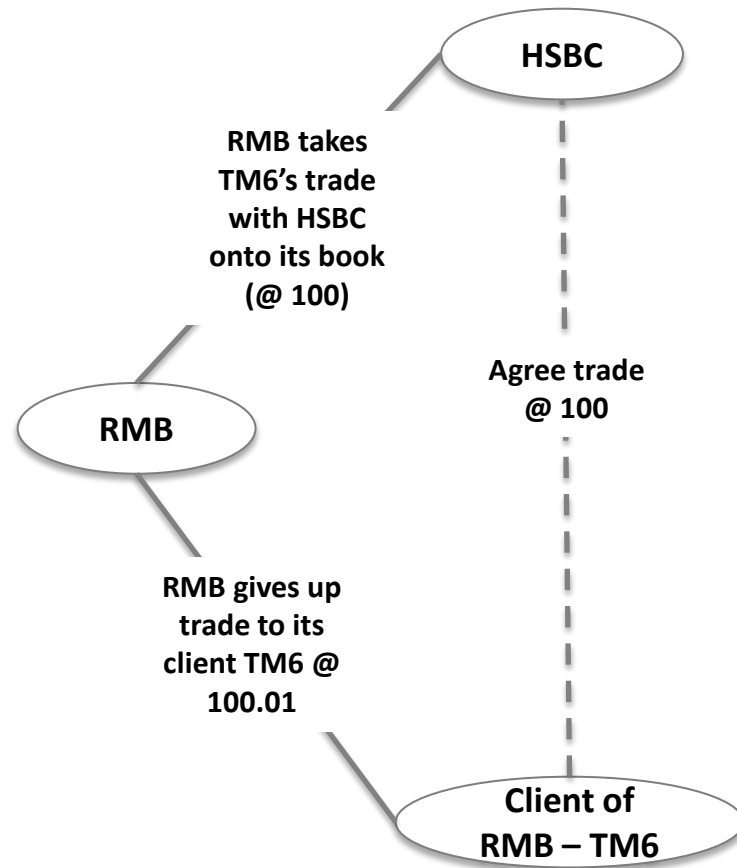 HSBC
RMB takes
TM6’s trade
with HSBC
onto its book
(@ 100)
Agree trade
@ 100
RMB
RMB gives up
trade to its
client TM6 @
100.01
Client of
RMB – TM6